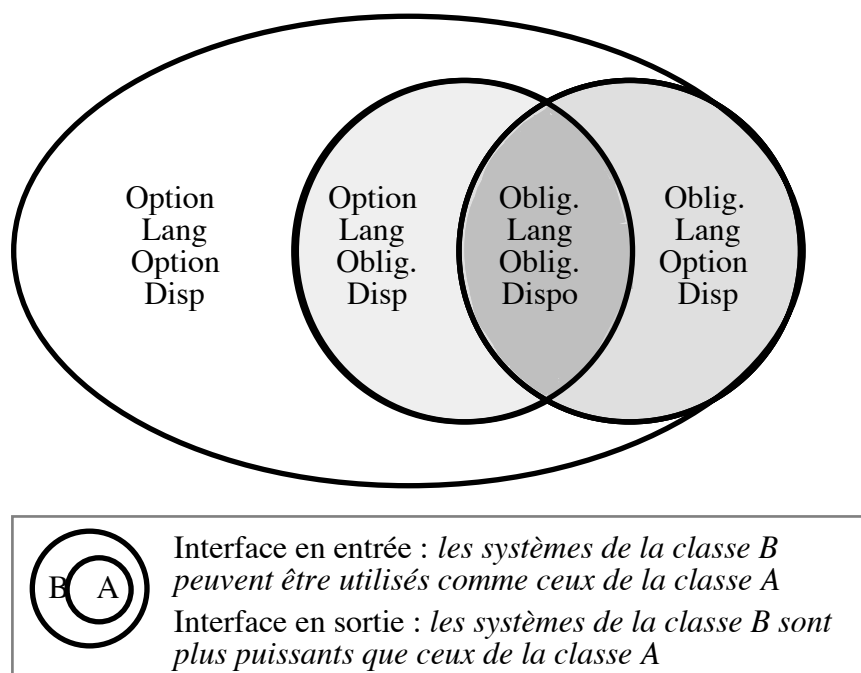 Option
Lang
Option
Disp
Option
Lang
Oblig.
Disp
Oblig.
Lang
Oblig.
Dispo
Oblig.
Lang
Option
Disp
B A
Interface en entrée : les systèmes de la classe B
peuvent être utilisés comme ceux de la classe A
Interface en sortie : les systèmes de la classe B sont
plus puissants que ceux de la classe A